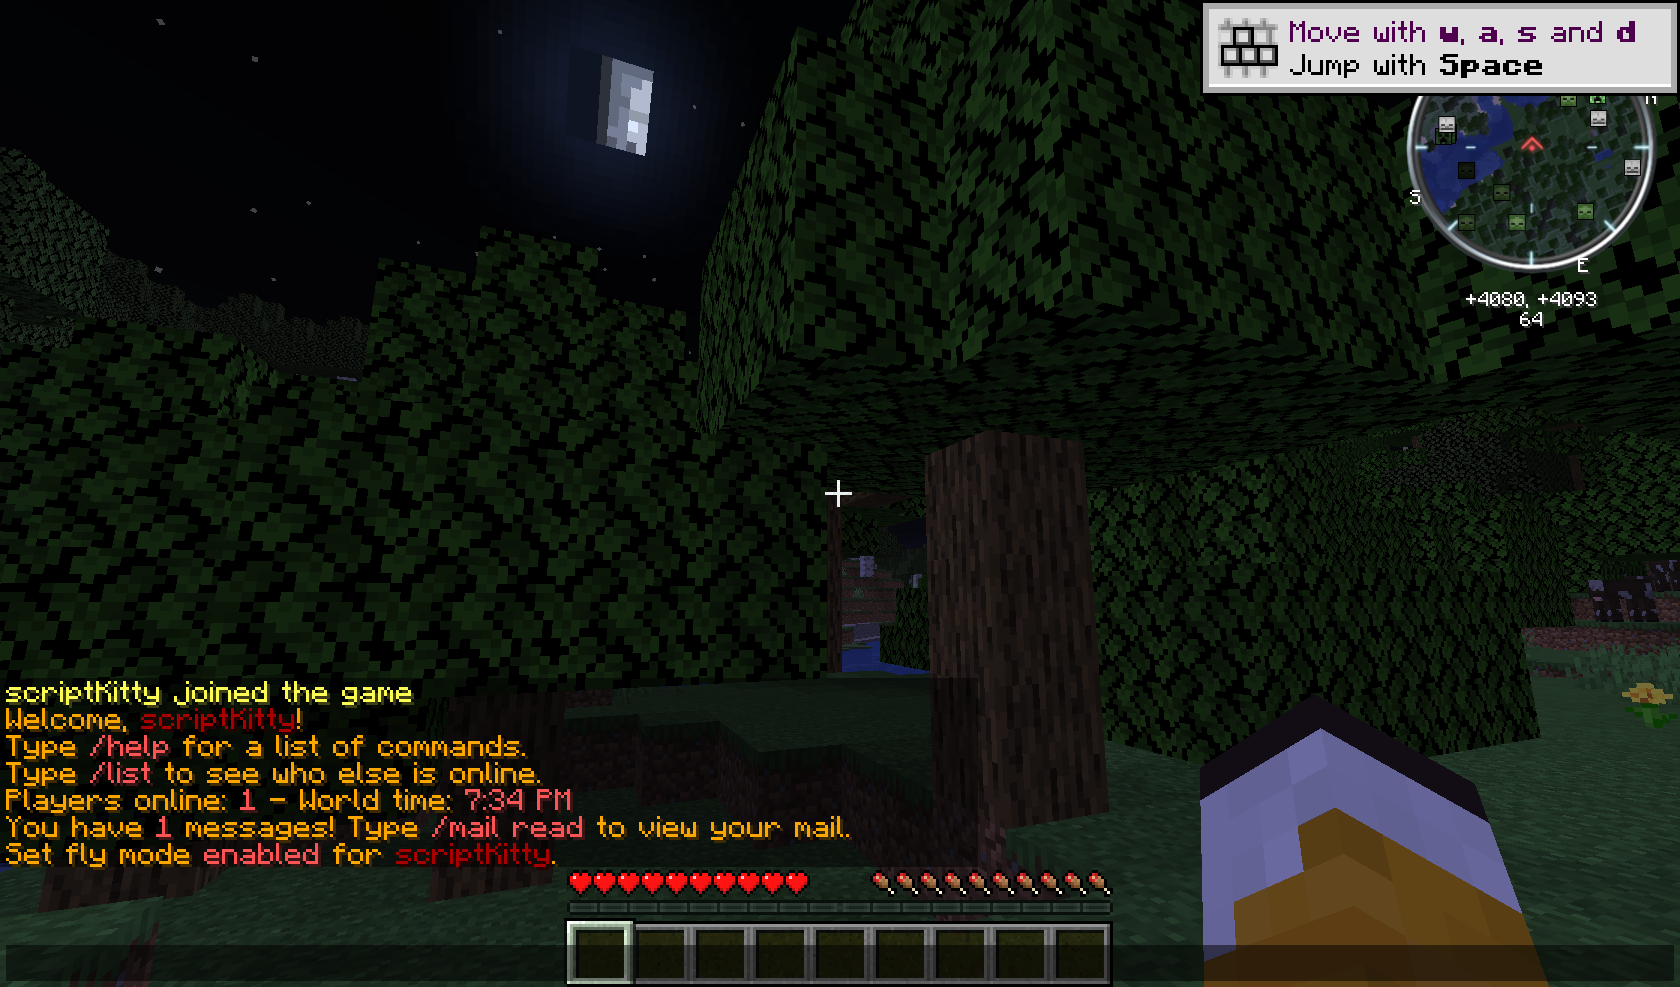 Move with w, a, s and d
Jump with Space
S
E
+4080, +4093
64
scriptKitty joined the game
Welcome, scriptKitty!
Type /help for a list of commands.
Type /list to see who else is online.
Players online: 1 - World time: 7:34 PM
You have 1 messages! Type /mail read to view your mail.
Set fly mode enabled for scriptKitty.